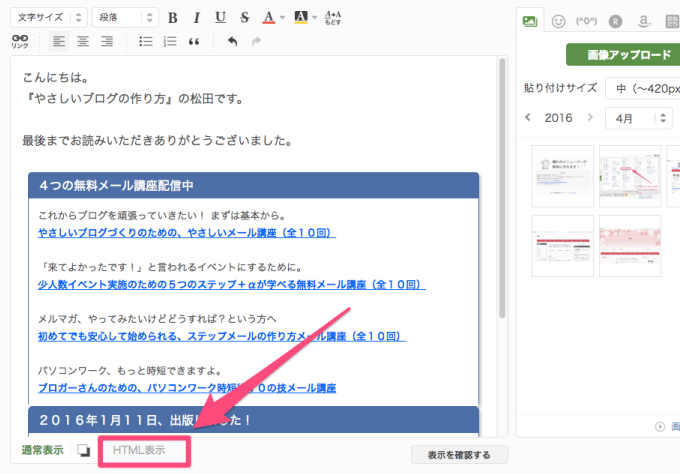 文字サイズ
段落
B I U S A A A★A もどす
リンク
こんにちは。
『やさしいブログの作り方』の松田です。
最後までお読みいただきありがとうございました。
４つの無料メール講座配信中
これからブログを頑張っていきたい！ まずは基本から。
やさしいブログづくりのための、やさしいメール講座（全１０回）
「来てよかったです！」と言われるイベントにするために。
少人数イベント実施のための５つのステップ＋αが学べる無料メール講座（全１０回）
メルマガ、やってみたいけどどうすれば？という方へ
初めてでも安心して始められる、ステップメールの作り方メール講座（全１０回）
パソコンワーク、もっと時短できますよ。
ブロガーさんのための、パソコンワーク時短 ０の技メール講座
２０１６年１月１１日、出版 した！
通常表示
HTML表示
表示を確認する
(^O^) R a.
画像アップロード
貼り付けサイズ
中（〜420px
2016
4月
画